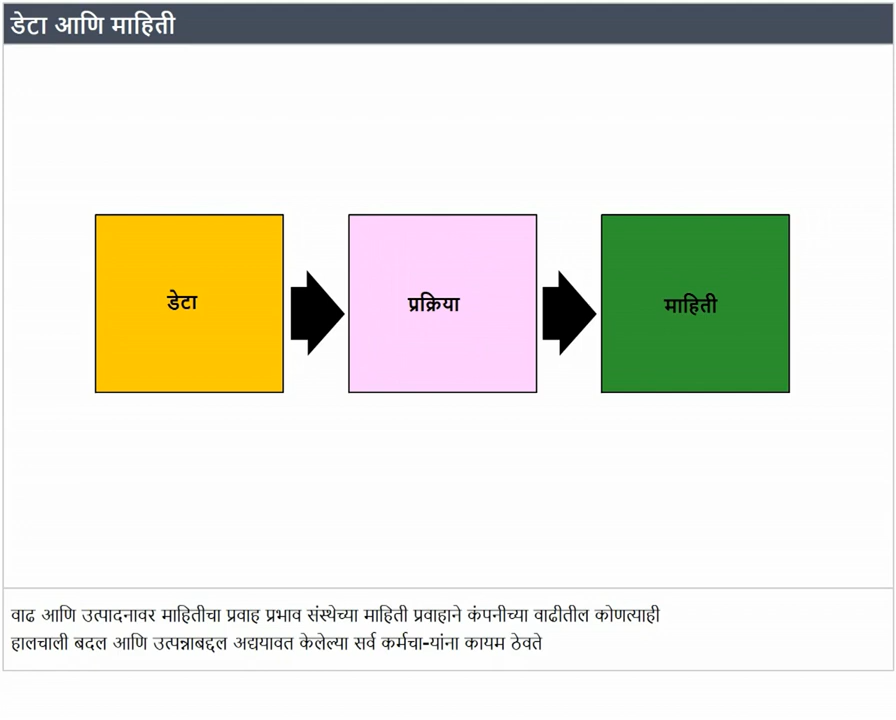 डेटा आणि माहिती
डेटा
प्रक्रिया
माहिती
वाढ आणि उत्पादनावर माहितीचा प्रवाह प्रभाव संस्थेच्या माहिती प्रवाहाने कंपनीच्या वाढीतील कोणत्याही
हालचाली बदल आणि उत्पन्नाबद्दल अद्ययावत केलेल्या सर्व कर्मचा-यांना कायम ठेवते